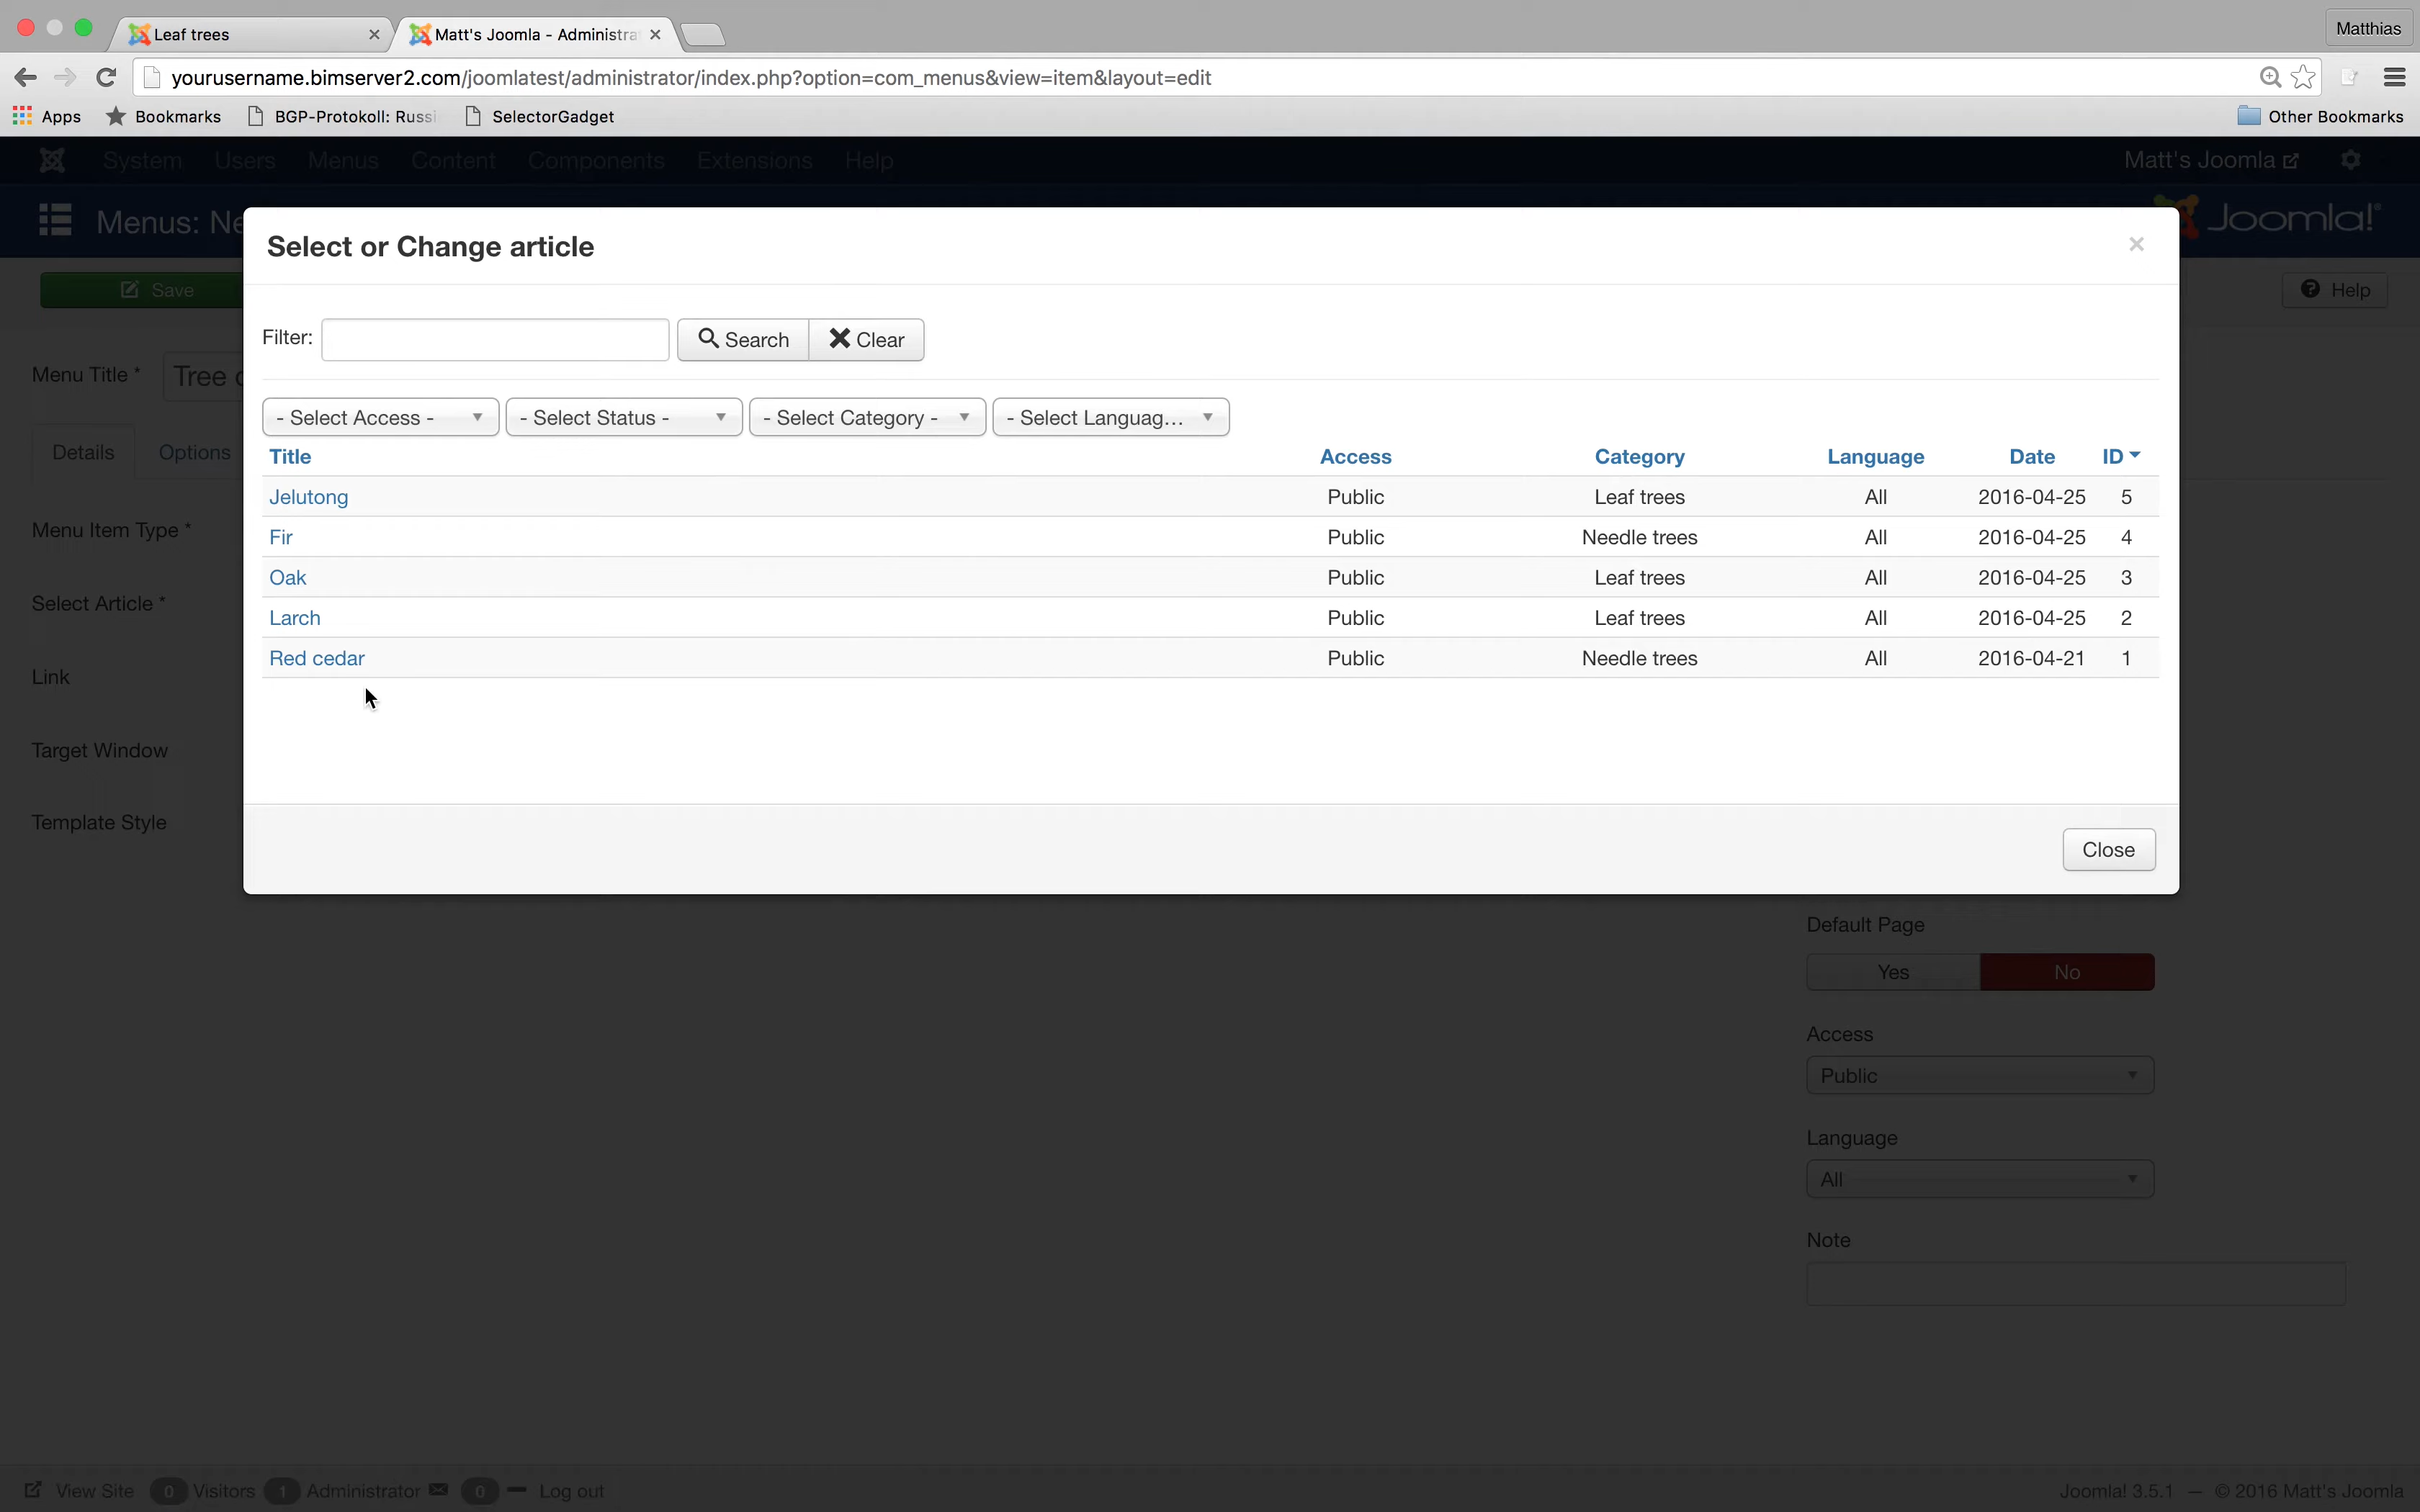 Leaf trees
Matt's Joomla - Administra
Matthias
yourusername.bimserver2.com/joomlatest/administrator/index.php?option=com_menus&view=item&layout=edit
Apps Bookmarks BGP-Protokoll: Russi SelectorGadget Other Bookmarks
System Users Menus Content Components Extensions Help Matt's Joomla
Menus: Ne Joomla!®
Select or Change article
Save Help
Filter: Search Clear
Menu Title * Tree
- Select Access - - Select Status - - Select Category - - Select Languag...
Details Options
Title Access Category Language Date ID
Jelutong Public Leaf trees All 2016-04-25 5
Menu Item Type *
Fir Public Needle trees All 2016-04-25 4
Oak Public Leaf trees All 2016-04-25 3
Select Article *
Larch Public Leaf trees All 2016-04-25 2
Red cedar Public Needle trees All 2016-04-21 1
Link
Target Window
Template Style
Close
Default Page
Yes No
Access
Public
Language
All
Note
View Site 0 Visitors 1 Administrator 0 Log out Joomla! 3.5.1 — © 2016 Matt's Joomla